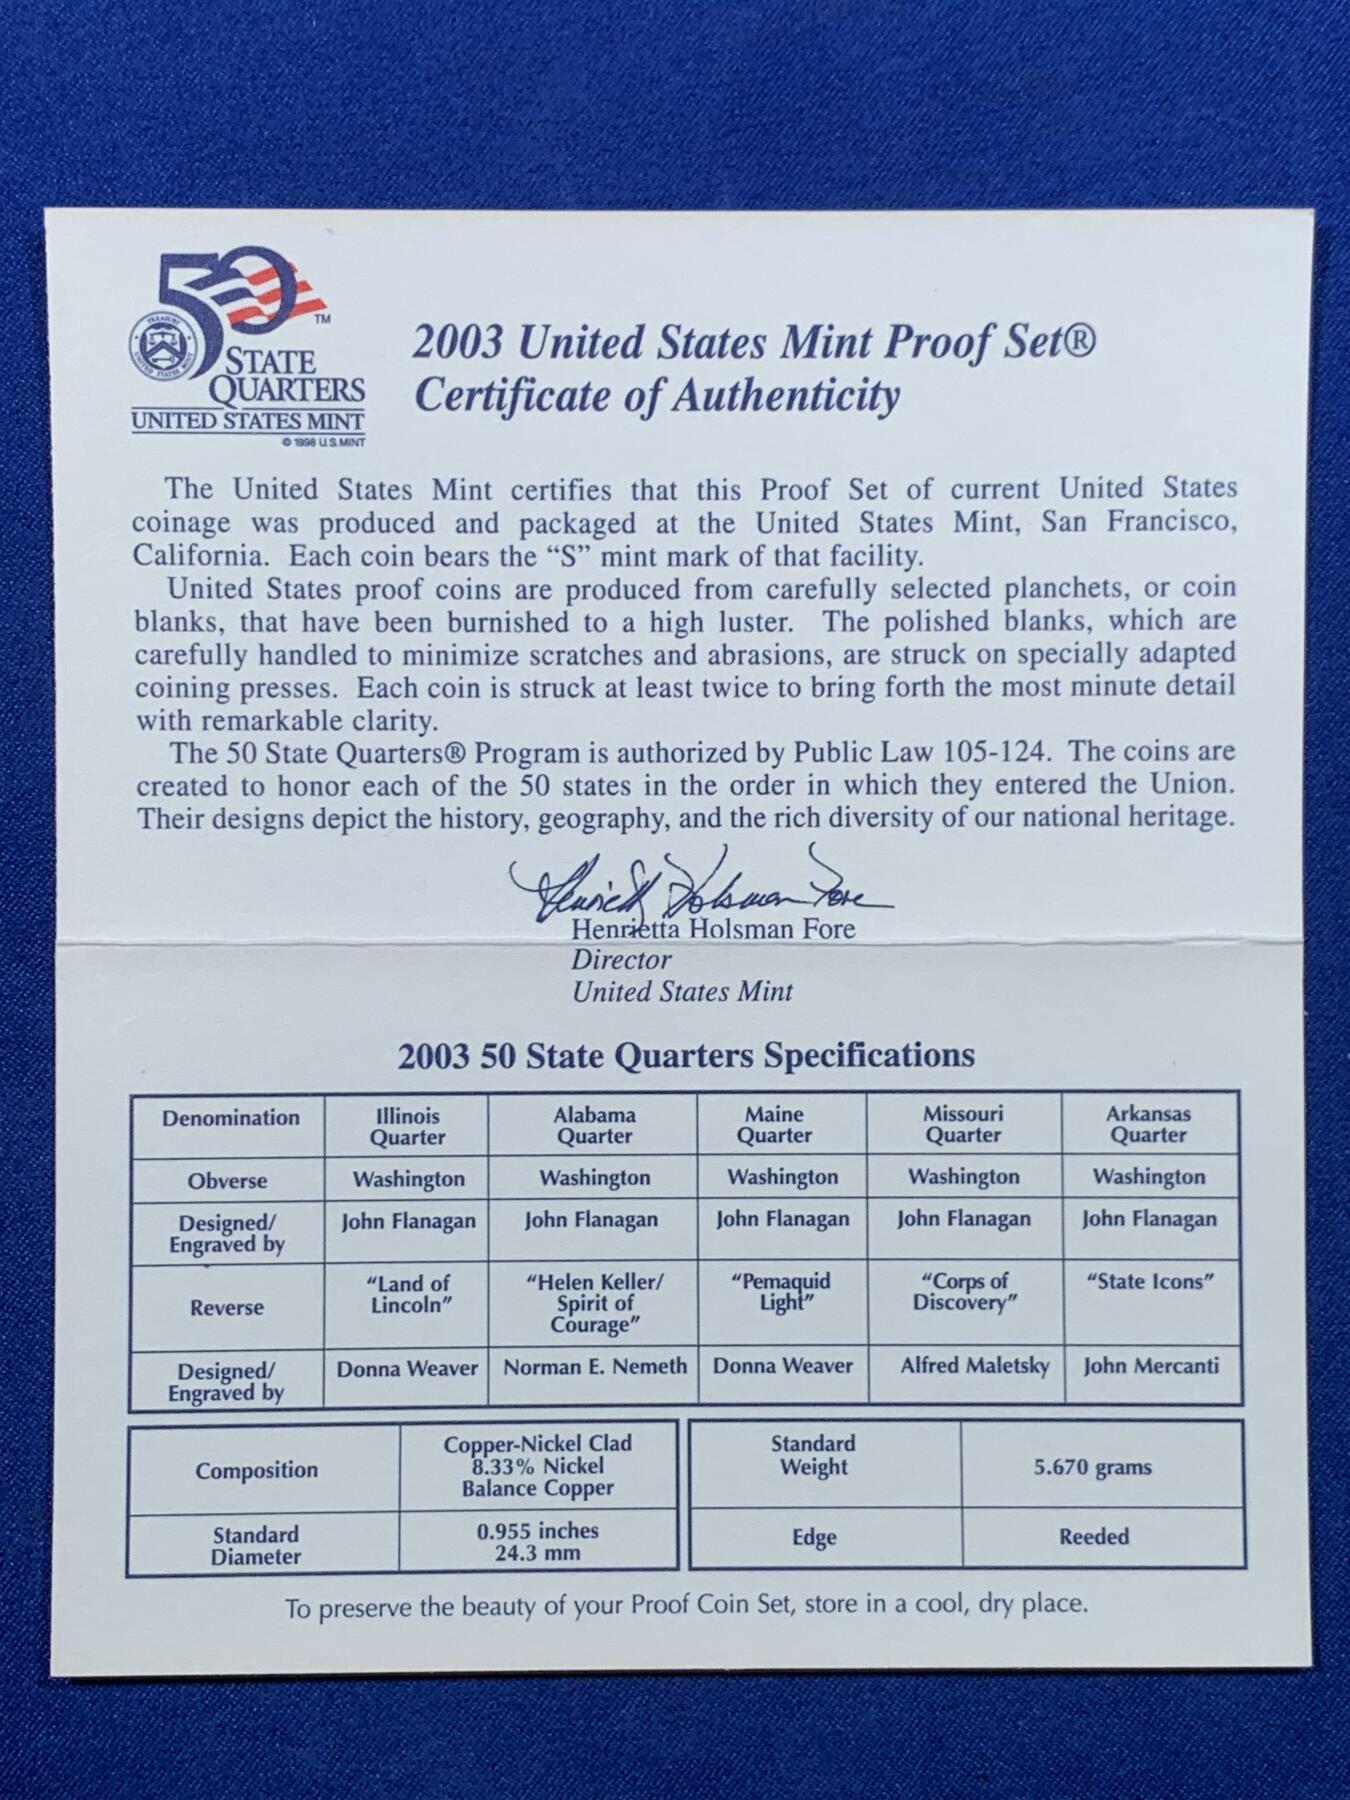 50
TM
STATE
QUARTERS
UNITED STATES MINT
© 1998 U.S. MINT
2003 United States Mint Proof Set®
Certificate of Authenticity
The United States Mint certifies that this Proof Set of current United States
coinage was produced and packaged at the United States Mint, San Francisco,
California. Each coin bears the “S” mint mark of that facility.
United States proof coins are produced from carefully selected planchets, or coin
blanks, that have been burnished to a high luster. The polished blanks, which are
carefully handled to minimize scratches and abrasions, are struck on specially adapted
coining presses. Each coin is struck at least twice to bring forth the most minute detail
with remarkable clarity.
The 50 State Quarters® Program is authorized by Public Law 105-124. The coins are
created to honor each of the 50 states in the order in which they entered the Union.
Their designs depict the history, geography, and the rich diversity of our national heritage.
Henrietta Holsman Fore
Henrietta Holsman Fore
Director
United States Mint
2003 50 State Quarters Specifications
Denomination Illinois Quarter Alabama Quarter Maine Quarter Missouri Quarter Arkansas Quarter
Obverse Washington Washington Washington Washington Washington
Designed/ Engraved by John Flanagan John Flanagan John Flanagan John Flanagan John Flanagan
Reverse “Land of Lincoln” “Helen Keller/ Spirit of Courage” “Pemaquid Light” “Corps of Discovery” “State Icons”
Designed/ Engraved by Donna Weaver Norman E. Nemeth Donna Weaver Alfred Maletsky John Mercanti
Composition Copper-Nickel Clad 8.33% Nickel Balance Copper
Standard Diameter 0.955 inches 24.3 mm
Standard Weight 5.670 grams
Edge Reeded
To preserve the beauty of your Proof Coin Set, store in a cool, dry place.